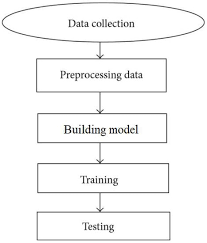 Data collection
Preprocessing data
Building model
Training
Testing